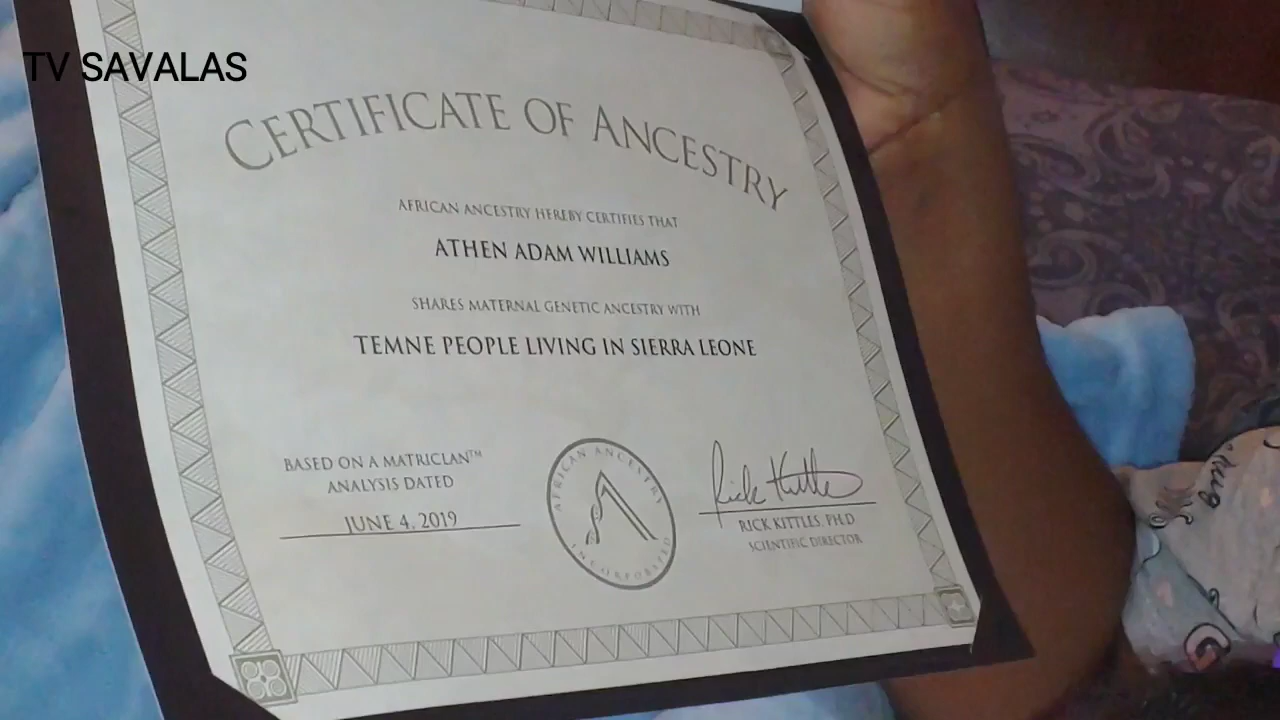 TV SAVALAS
CERTIFICATE OF ANCESTRY
AFRICAN ANCESTRY HEREBY CERTIFIES THAT
ATHEN ADAM WILLIAMS
SHARES MATERNAL GENETIC ANCESTRY WITH
TEMNE PEOPLE LIVING IN SIERRA LEONE
BASED ON A MATRICLAN™
ANALYSIS DATED
JUNE 4, 2019
AFRICAN ANCESTRY
INCORPORATED
Rick Kittles
RICK KITTLES, PH.D
SCIENTIFIC DIRECTOR